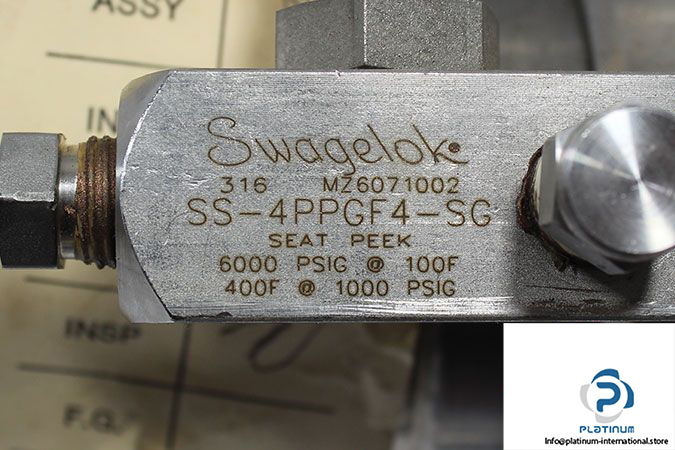 ASSY
IN
Swagelok
316 MZ6071002
SS-4PPGF4-SG
SEAT PEEK
6000 PSIG @ 100F
400F @ 1000 PSIG
INSP
F.G.
PLATINUM
Info@platinum-international.store